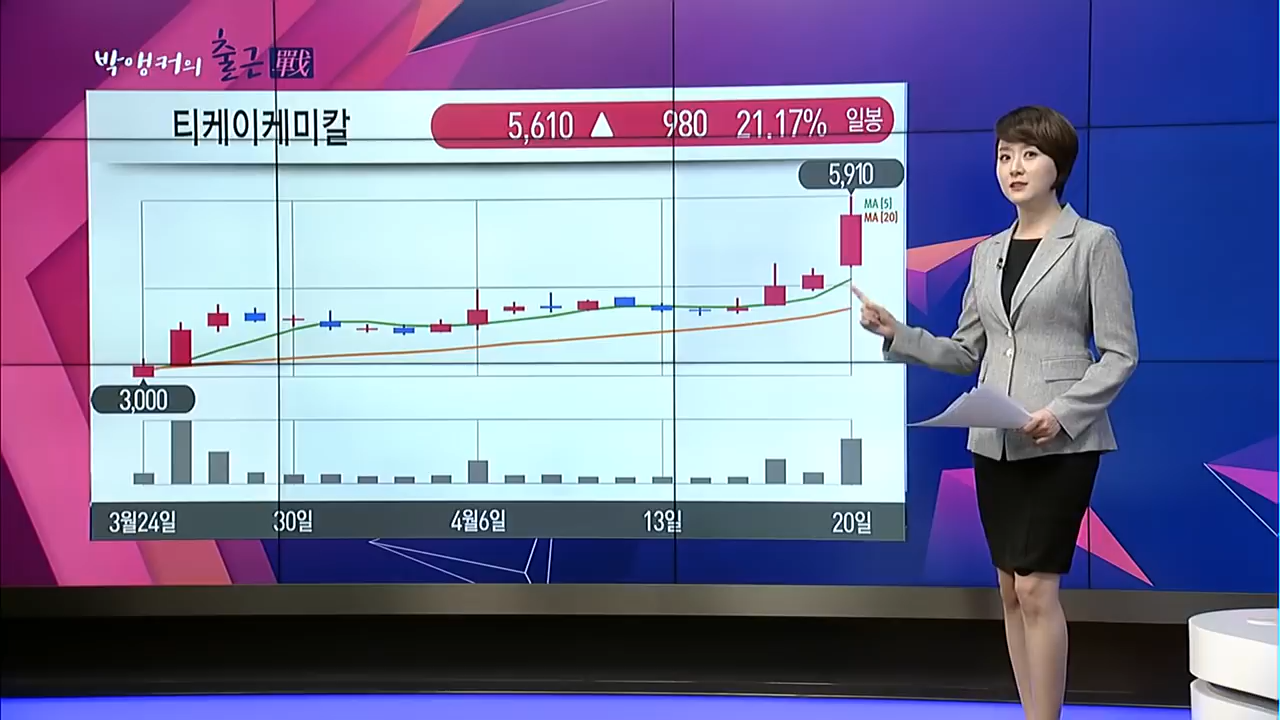 박앵커의 출근戰
티케이케미칼 5,610 ▲ 980 21.17% 일봉
5,910
MA [5]
MA [20]
3,000
3월24일 30일 4월6일 13일 20일